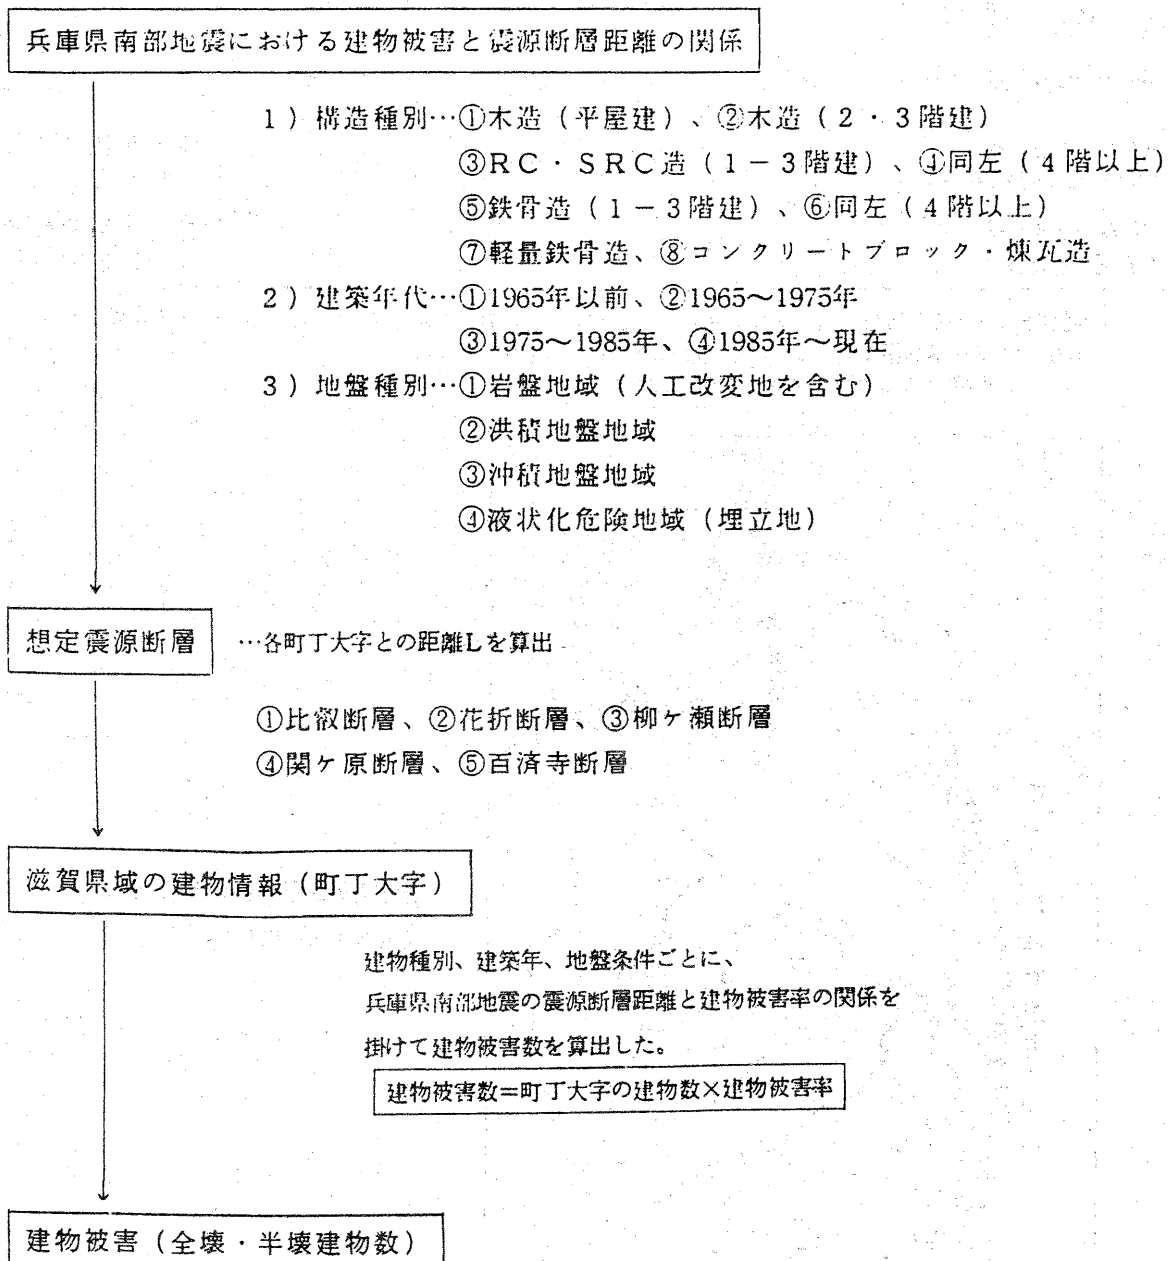 兵庫県南部地震における建物被害と震源断層距離の関係
1）構造種別…①木造（平屋建）、②木造（2・3階建）
③RC・SRC造（1－3階建）、④同左（4階以上）
⑤鉄骨造（1－3階建）、⑥同左（4階以上）
⑦軽量鉄骨造、⑧コンクリートブロック・煉瓦造
2）建築年代…①1965年以前、②1965～1975年
③1975～1985年、④1985年～現在
3）地盤種別…①岩盤地域（人工改変地を含む）
②洪積地盤地域
③沖積地盤地域
④液状化危険地域（埋立地）
想定震源断層 …各町丁大字との距離Lを算出
①比叡断層、②花折断層、③柳ケ瀬断層
④関ケ原断層、⑤百済寺断層
滋賀県域の建物情報（町丁大字）
建物種別、建築年、地盤条件ごとに、
兵庫県南部地震の震源断層距離と建物被害率の関係を
掛けて建物被害数を算出した。
建物被害数＝町丁大字の建物数×建物被害率
建物被害（全壊・半壊建物数）